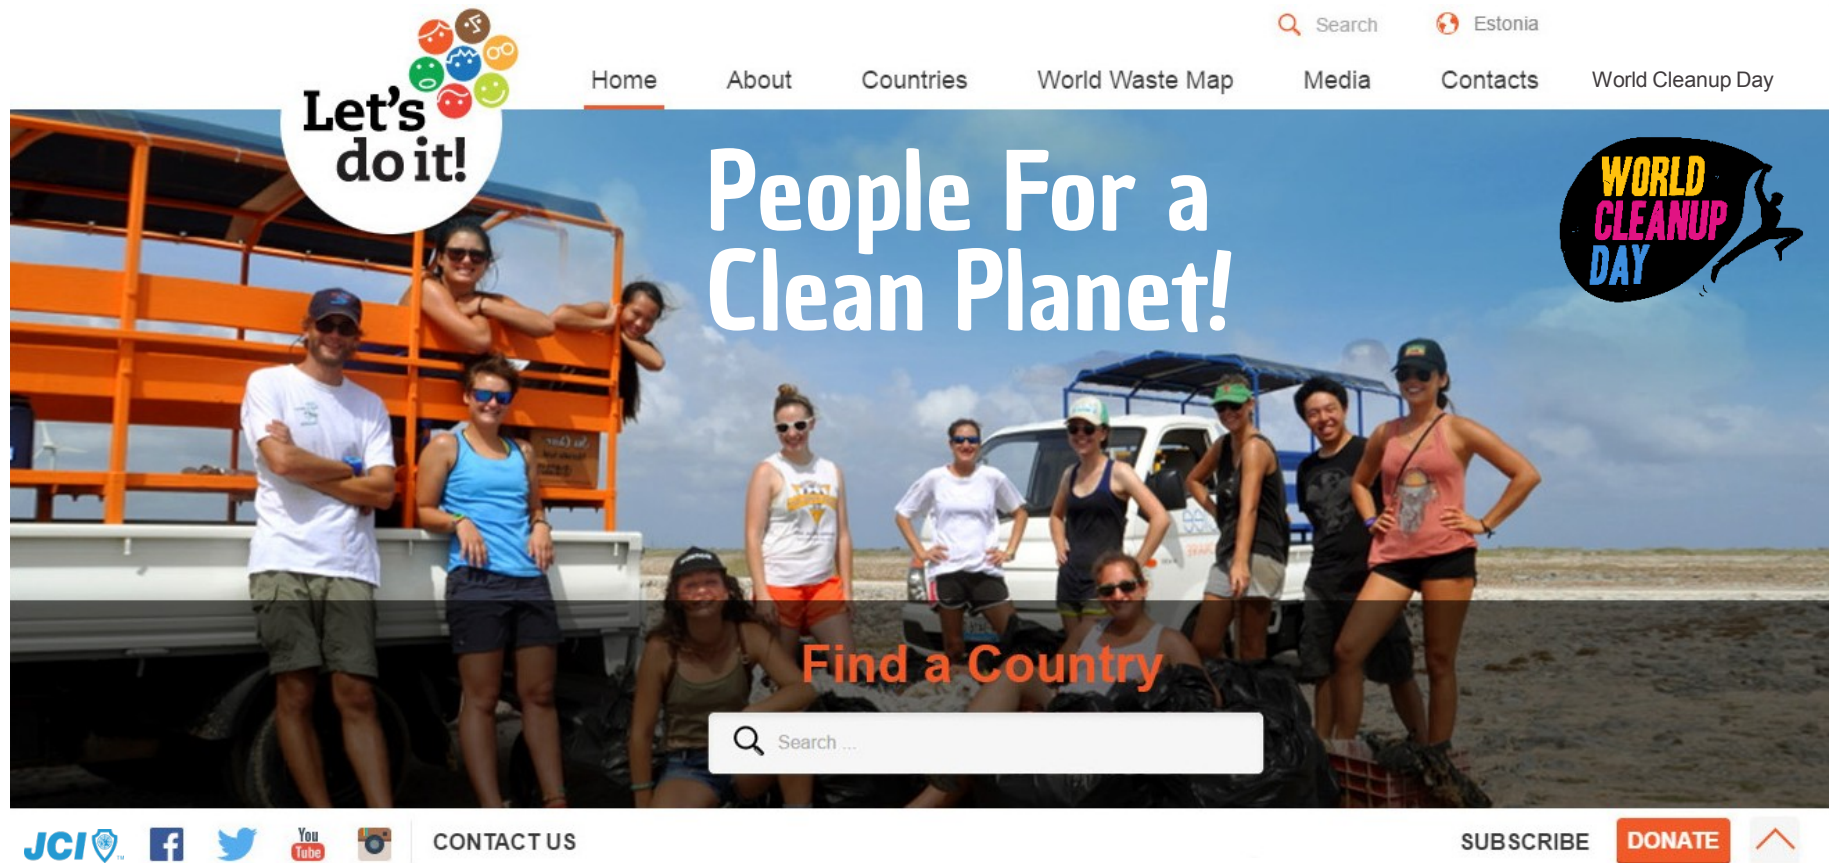 Search
Estonia
Let's
do it!
Home
About
Countries
World Waste Map
Media
Contacts
World Cleanup Day
People For a
Clean Planet!
WORLD
CLEANUP
DAY
Find a Country
Search ...
JCI
You
Tube
CONTACT US
SUBSCRIBE
DONATE